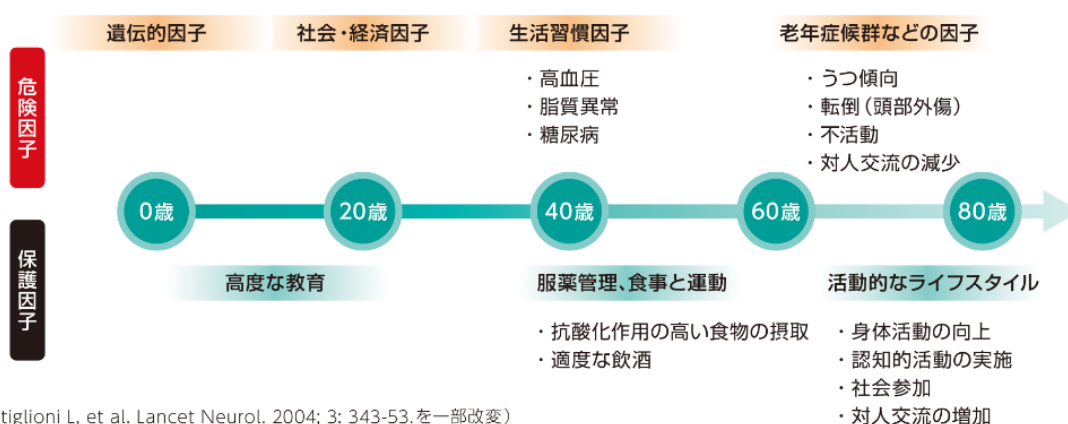 遺伝的因子
社会・経済因子
生活習慣因子
老年症候群などの因子
危険因子
・高血圧
・脂質異常
・糖尿病
・うつ傾向
・転倒（頭部外傷）
・不活動
・対人交流の減少
0歳
20歳
40歳
60歳
80歳
保護因子
高度な教育
服薬管理、食事と運動
活動的なライフスタイル
・抗酸化作用の高い食物の摂取
・適度な飲酒
・身体活動の向上
・認知的活動の実施
・社会参加
・対人交流の増加
tiglioni L, et al. Lancet Neurol. 2004; 3: 343-53.を一部改変）